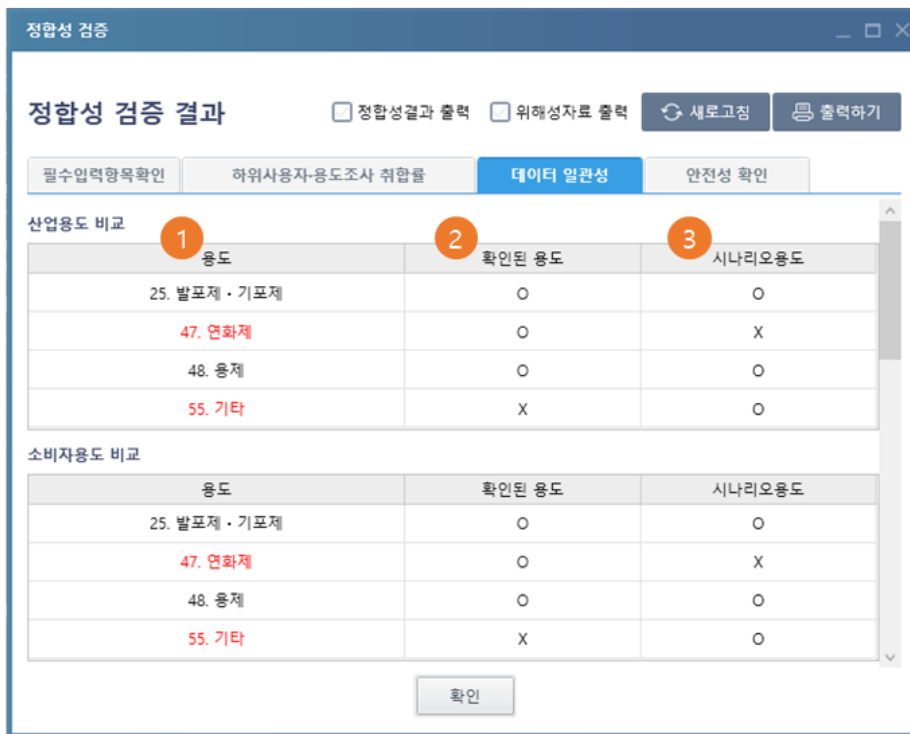 정합성 검증
정합성 검증 결과 정합성결과 출력 위해성자료 출력 새로고침 출력하기
필수입력항목확인 하위사용자-용도조사 취합률 데이터 일관성 안전성 확인
산업용도 비교
1 2 3
용도 확인된 용도 시나리오용도
25. 발포제·기포제 O O
47. 연화제 O X
48. 용제 O O
55. 기타 X O
소비자용도 비교
용도 확인된 용도 시나리오용도
25. 발포제·기포제 O O
47. 연화제 O X
48. 용제 O O
55. 기타 X O
확인